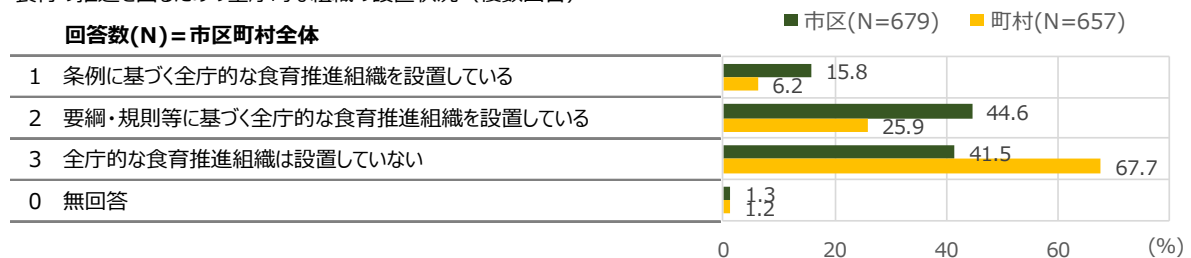 ■市区(N=679) ■町村(N=657)
回答数(N)=市区町村全体
1 条例に基づく全庁的な食育推進組織を設置している 15.8 6.2
2 要綱・規則等に基づく全庁的な食育推進組織を設置している 44.6 25.9
3 全庁的な食育推進組織は設置していない 41.5 67.7
0 無回答 1.3 1.2
0 20 40 60 (%)